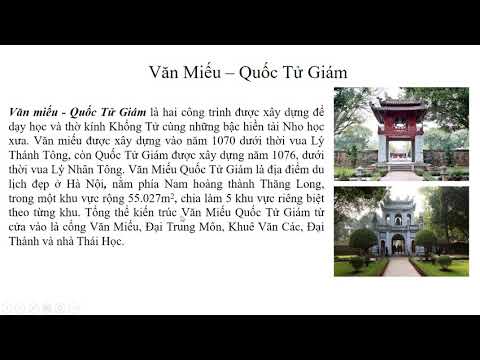 Văn Miếu – Quốc Tử Giám
Văn miếu - Quốc Tử Giám là hai công trình được xây dựng để
dạy học và thờ kính Khổng Tử cùng những bậc hiền tài Nho học
xưa. Văn miếu được xây dựng vào năm 1070 dưới thời vua Lý
Thánh Tông, còn Quốc Tử Giám được xây dựng năm 1076, dưới
thời vua Lý Nhân Tông. Văn Miếu Quốc Tử Giám là địa điểm du
lịch đẹp ở Hà Nội, nằm phía Nam hoàng thành Thăng Long,
trong một khu vực rộng 55.027m², chia làm 5 khu vực riêng biệt
theo từng khu. Tổng thể kiến trúc Văn Miếu Quốc Tử Giám từ
cửa vào là cổng Văn Miếu, Đại Trung Môn, Khuê Văn Các, Đại
Thánh và nhà Thái Học.